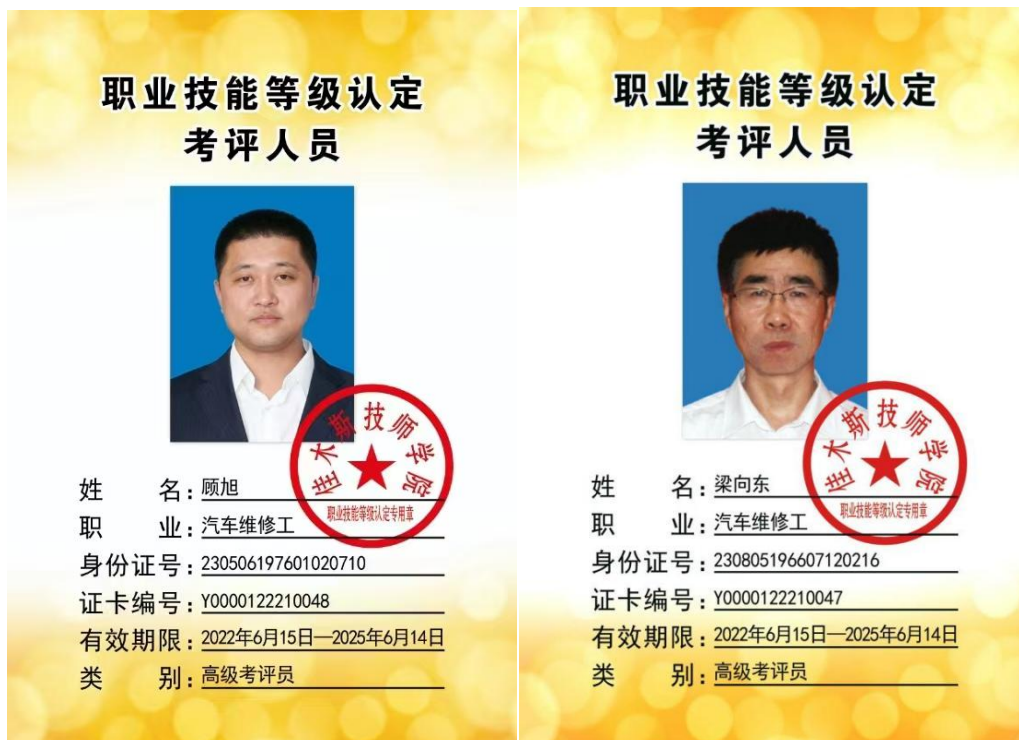 职业技能等级认定
考评人员
佳木斯技师学院
职业技能等级认定专用章
姓名：顾旭
职业：汽车维修工
身份证号：230506197601020710
证卡编号：Y0000122210048
有效期限：2022年6月15日—2025年6月14日
类别：高级考评员
职业技能等级认定
考评人员
佳木斯技师学院
职业技能等级认定专用章
姓名：梁向东
职业：汽车维修工
身份证号：230805196607120216
证卡编号：Y0000122210047
有效期限：2022年6月15日—2025年6月14日
类别：高级考评员